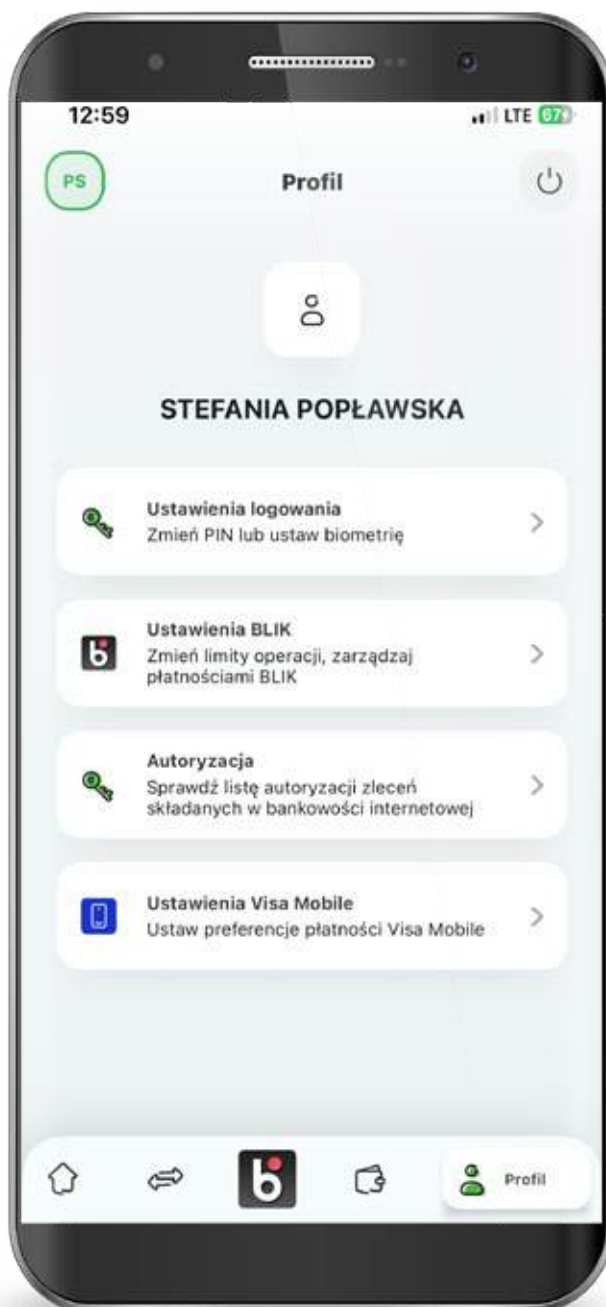 12:59
LTE 67
PS
Profil
STEFANIA POPŁAWSKA
Ustawienia logowania
Zmień PIN lub ustaw biometrię
Ustawienia BLIK
Zmień limity operacji, zarządzaj
płatnościami BLIK
Autoryzacja
Sprawdź listę autoryzacji zleceń
składanych w bankowości internetowej
Ustawienia Visa Mobile
Ustaw preferencje płatności Visa Mobile
b
Profil